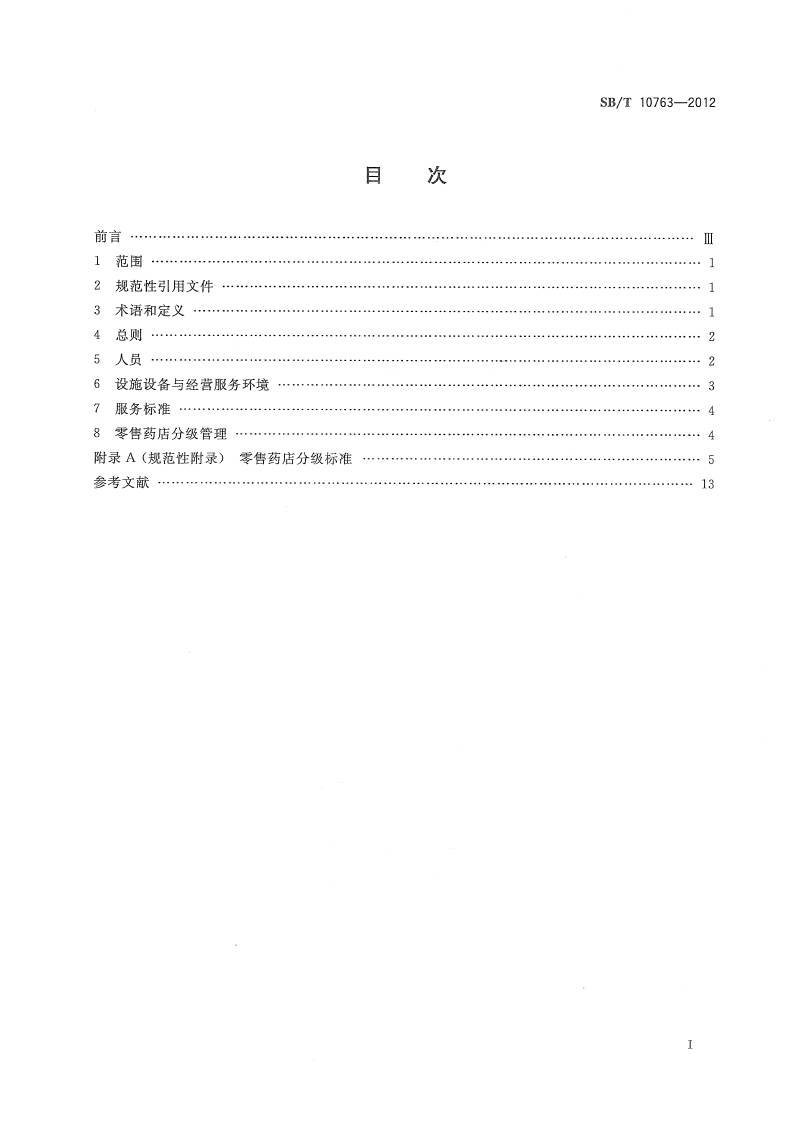 SB/T 10763—2012
目 次
前言 …………………………………………………………………………………………………… Ⅲ
1 范围 ………………………………………………………………………………………………… 1
2 规范性引用文件 …………………………………………………………………………………… 1
3 术语和定义 ………………………………………………………………………………………… 1
4 总则 ………………………………………………………………………………………………… 2
5 人员 ………………………………………………………………………………………………… 2
6 设施设备与经营服务环境 ………………………………………………………………………… 3
7 服务标准 …………………………………………………………………………………………… 4
8 零售药店分级管理 ………………………………………………………………………………… 4
附录 A（规范性附录） 零售药店分级标准 ………………………………………………………… 5
参考文献 ……………………………………………………………………………………………… 13
I